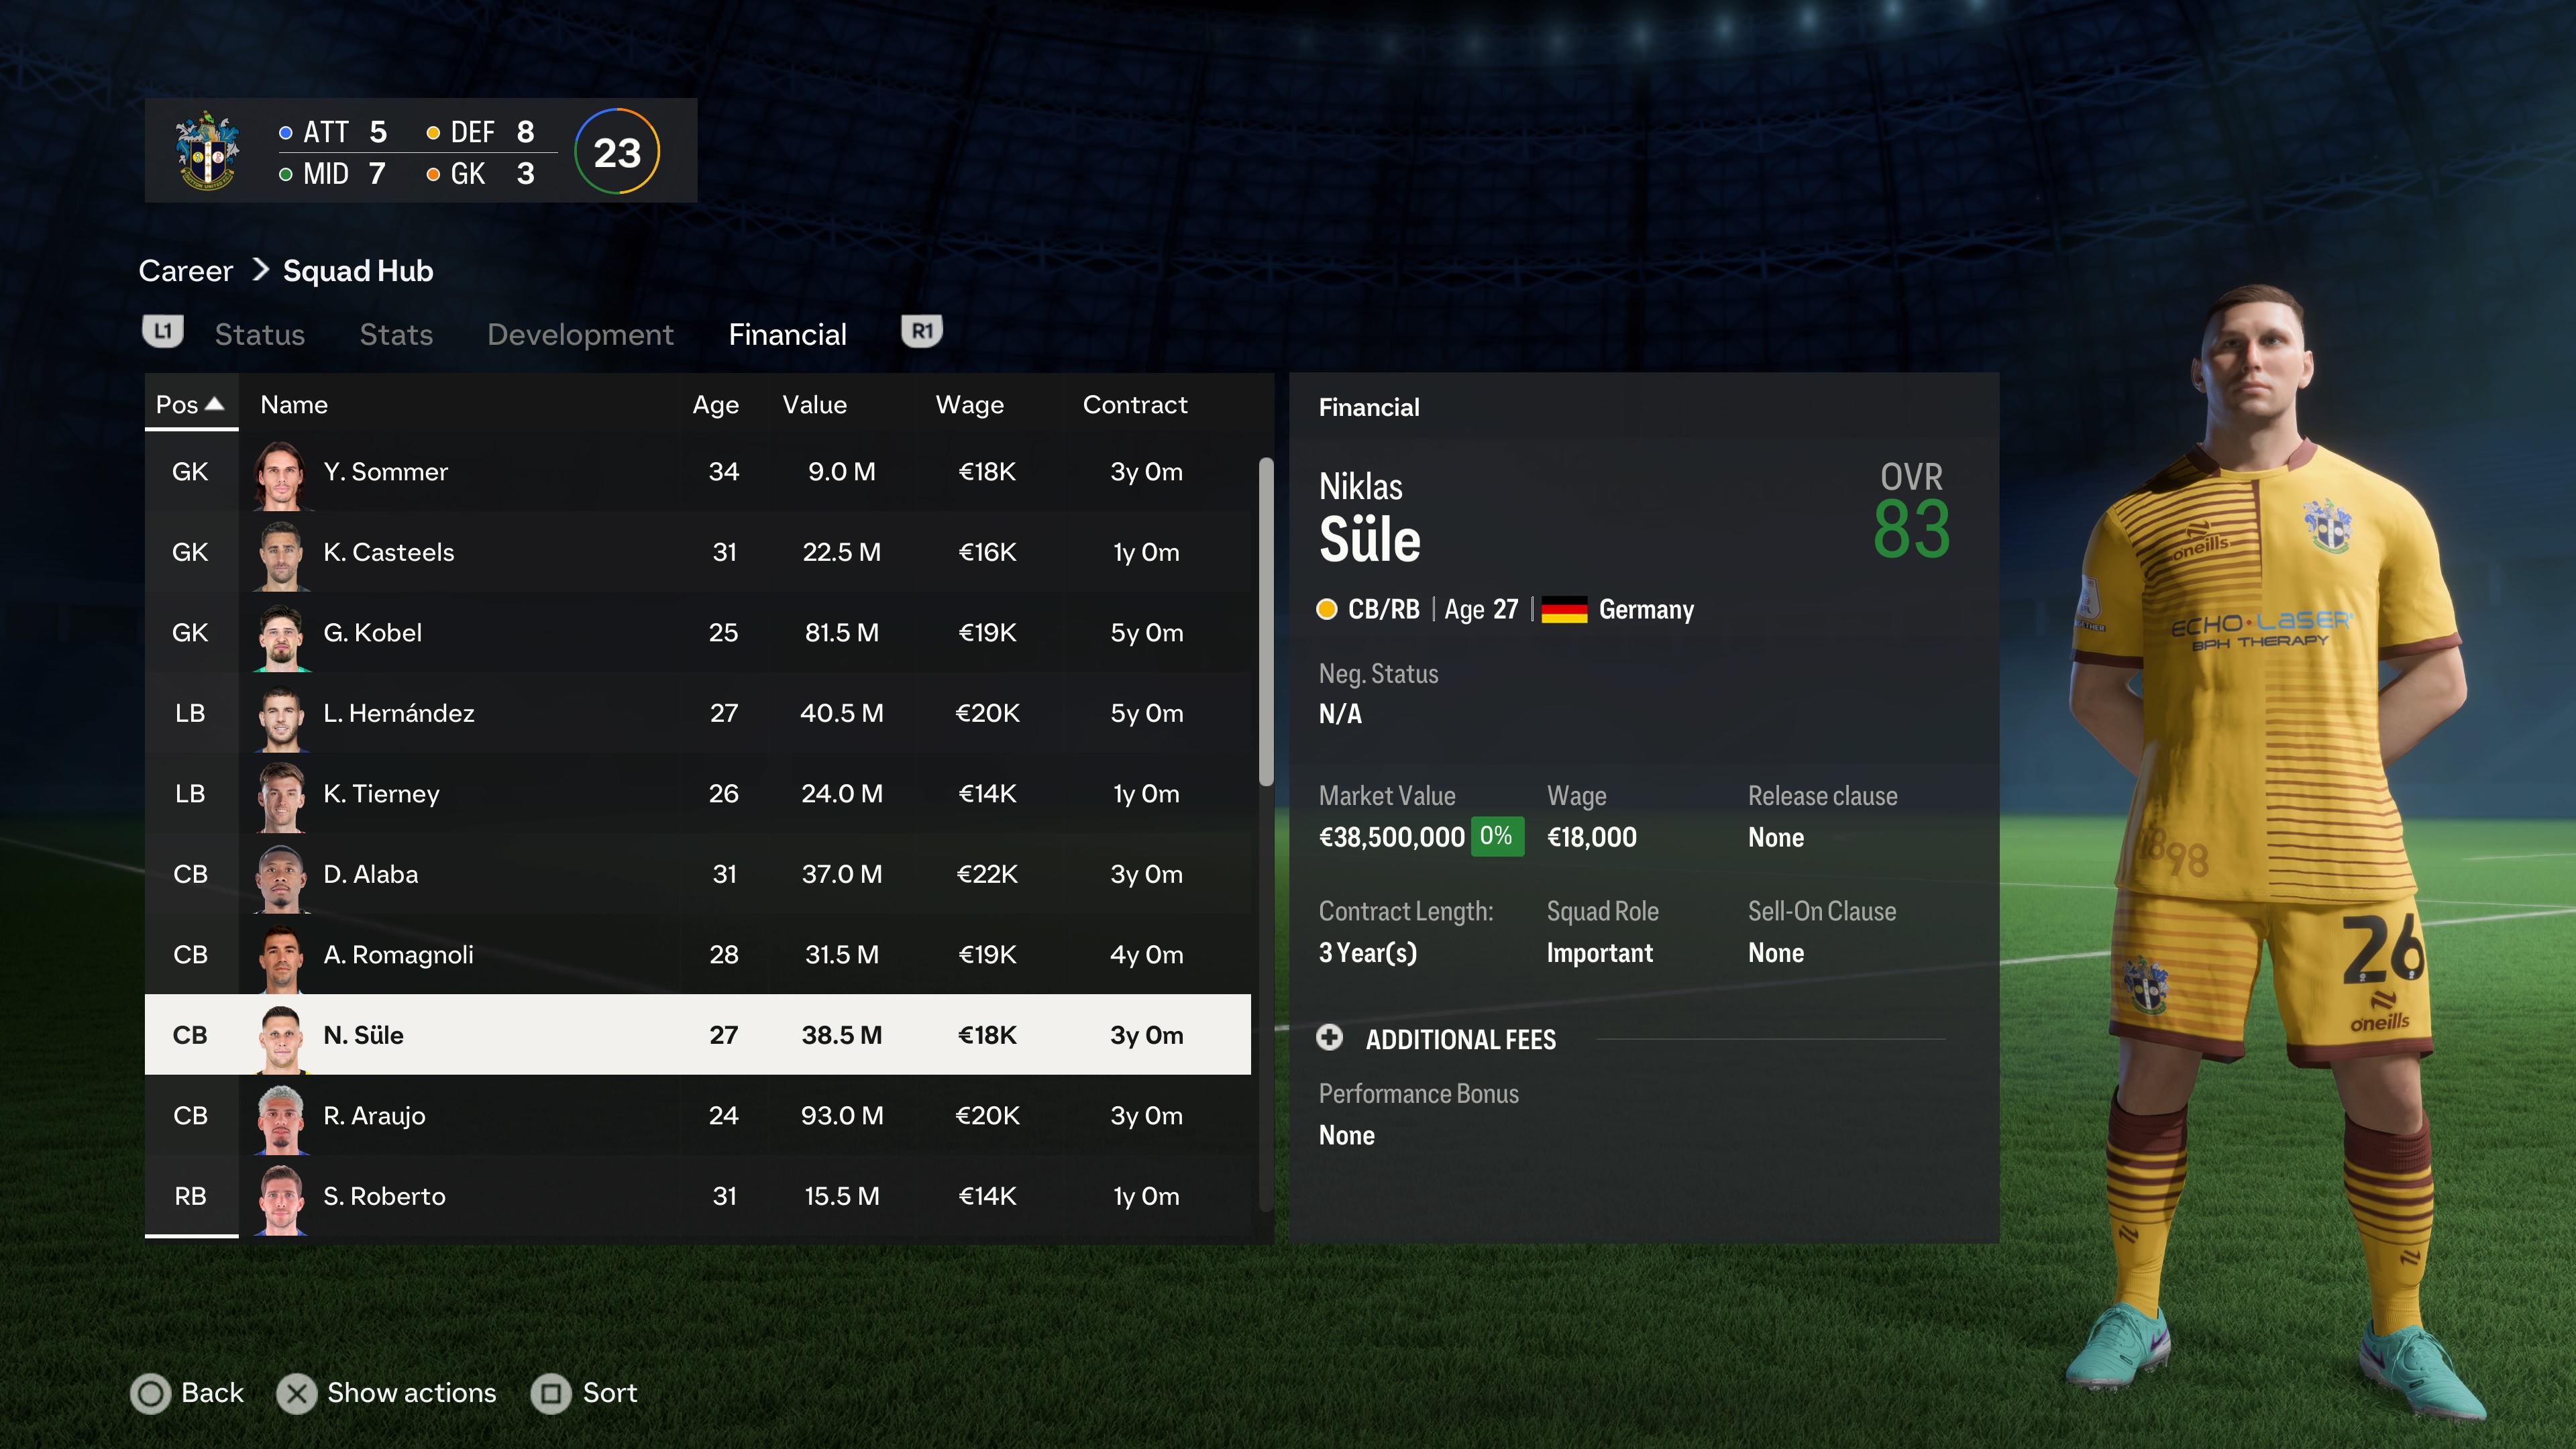 ATT 5 DEF 8
MID 7 GK 3
23
Career > Squad Hub
L1 Status Stats Development Financial R1
Pos Name Age Value Wage Contract
GK Y. Sommer 34 9.0 M €18K 3y 0m
GK K. Casteels 31 22.5 M €16K 1y 0m
GK G. Kobel 25 81.5 M €19K 5y 0m
LB L. Hernández 27 40.5 M €20K 5y 0m
LB K. Tierney 26 24.0 M €14K 1y 0m
CB D. Alaba 31 37.0 M €22K 3y 0m
CB A. Romagnoli 28 31.5 M €19K 4y 0m
CB N. Süle 27 38.5 M €18K 3y 0m
CB R. Araujo 24 93.0 M €20K 3y 0m
RB S. Roberto 31 15.5 M €14K 1y 0m
Financial
Niklas
Süle
OVR
83
CB/RB | Age 27 | Germany
Neg. Status
N/A
Market Value Wage Release clause
€38,500,000 0% €18,000 None
Contract Length: Squad Role Sell-On Clause
3 Year(s) Important None
ADDITIONAL FEES
Performance Bonus
None
oneills
ECHO•LASER
BPH THERAPY
1898
26
oneills
Back Show actions Sort